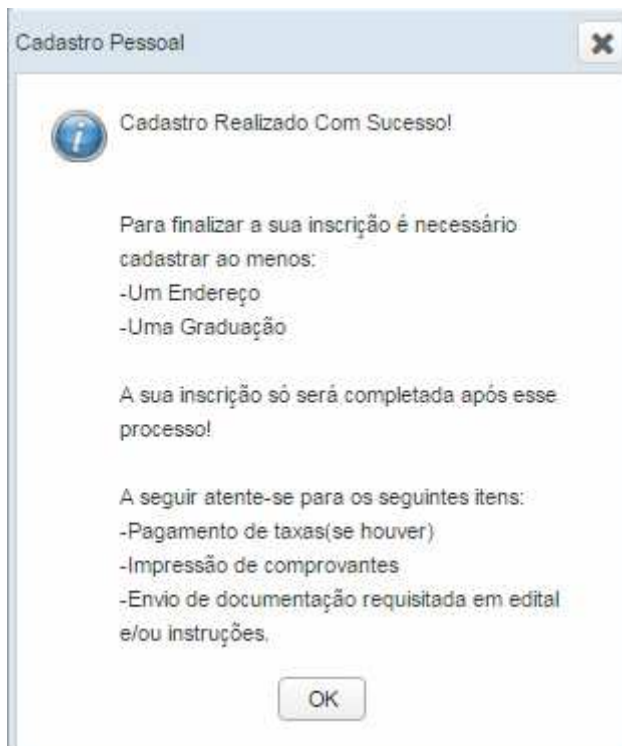 Cadastro Pessoal
Cadastro Realizado Com Sucesso!
Para finalizar a sua inscrição é necessário
cadastrar ao menos:
-Um Endereço
-Uma Graduação
A sua inscrição só será completada após esse
processo!
A seguir atente-se para os seguintes itens:
-Pagamento de taxas(se houver)
-Impressão de comprovantes
-Envio de documentação requisitada em edital
e/ou instruções.
OK